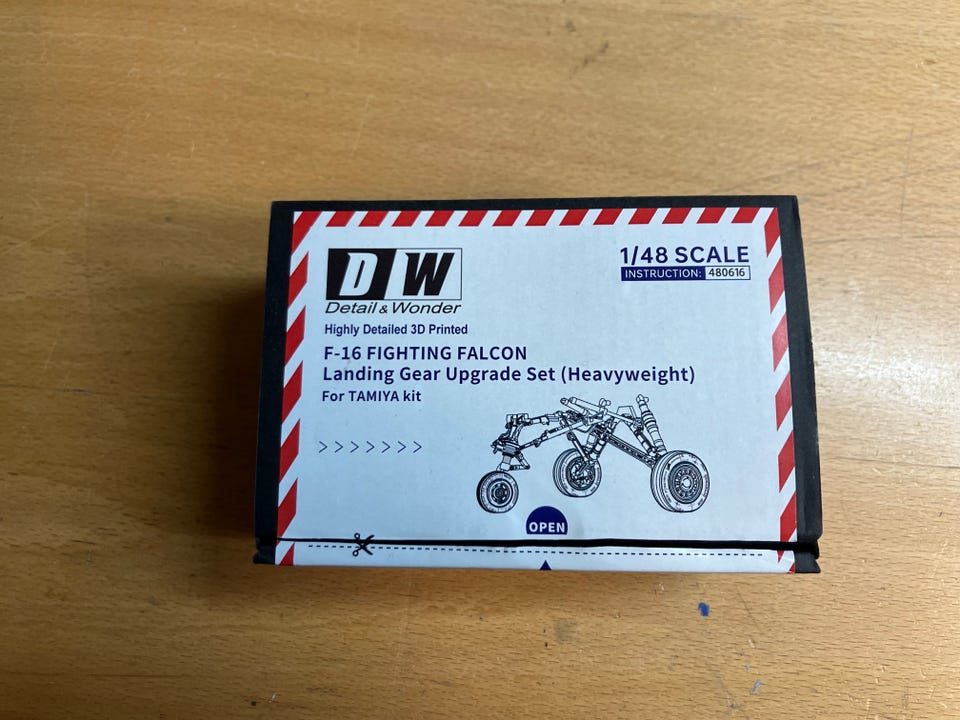 DW
Detail & Wonder
1/48 SCALE
INSTRUCTION: 480616
Highly Detailed 3D Printed
F-16 FIGHTING FALCON
Landing Gear Upgrade Set (Heavyweight)
For TAMIYA kit
>>>>>>>
OPEN